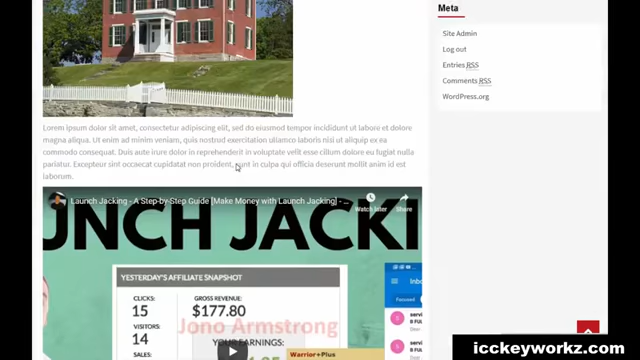 Meta
Site Admin
Log out
Entries RSS
Comments RSS
WordPress.org
Lorem ipsum dolor sit amet, consectetur adipiscing elit, sed do eiusmod tempor incididunt ut labore et dolore
magna aliqua. Ut enim ad minim veniam, quis nostrud exercitation ullamco laboris nisi ut aliquip ex ea
commodo consequat. Duis aute irure dolor in reprehenderit in voluptate velit esse cillum dolore eu fugiat nulla
pariatur. Excepteur sint occaecat cupidatat non proident, sunt in culpa qui officia deserunt mollit anim id est
laborum.
Launch Jacking - A Step-by-Step Guide [Make Money with Launch Jacking] - ...
Watch later
Share
UNCH JACKI
YESTERDAY'S AFFILIATE SNAPSHOT
CLICKS:
15
GROSS REVENUE:
$177.80
VISITORS:
14
Jono Armstrong
YOUR EARNINGS:
SALES:
Warrior+Plus
Inbo
Focused
servi
B FUL
servi
B FUL
icckeyworkz.com